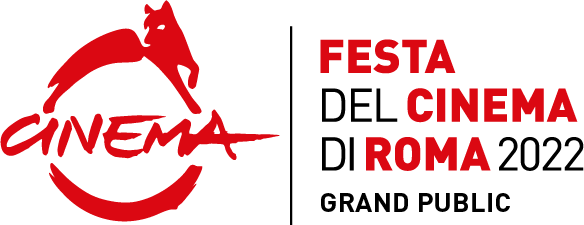 CINEMA
FESTA
DEL CINEMA
DI ROMA 2022
GRAND PUBLIC